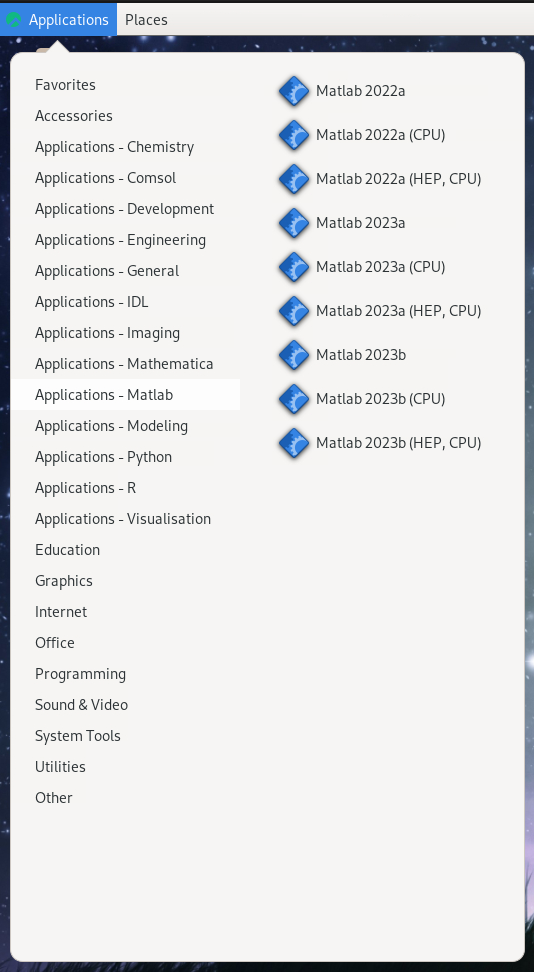 Applications Places
Favorites
Accessories
Applications - Chemistry
Applications - Comsol
Applications - Development
Applications - Engineering
Applications - General
Applications - IDL
Applications - Imaging
Applications - Mathematica
Applications - Matlab
Applications - Modeling
Applications - Python
Applications - R
Applications - Visualisation
Education
Graphics
Internet
Office
Programming
Sound & Video
System Tools
Utilities
Other
Matlab 2022a
Matlab 2022a (CPU)
Matlab 2022a (HEP, CPU)
Matlab 2023a
Matlab 2023a (CPU)
Matlab 2023a (HEP, CPU)
Matlab 2023b
Matlab 2023b (CPU)
Matlab 2023b (HEP, CPU)